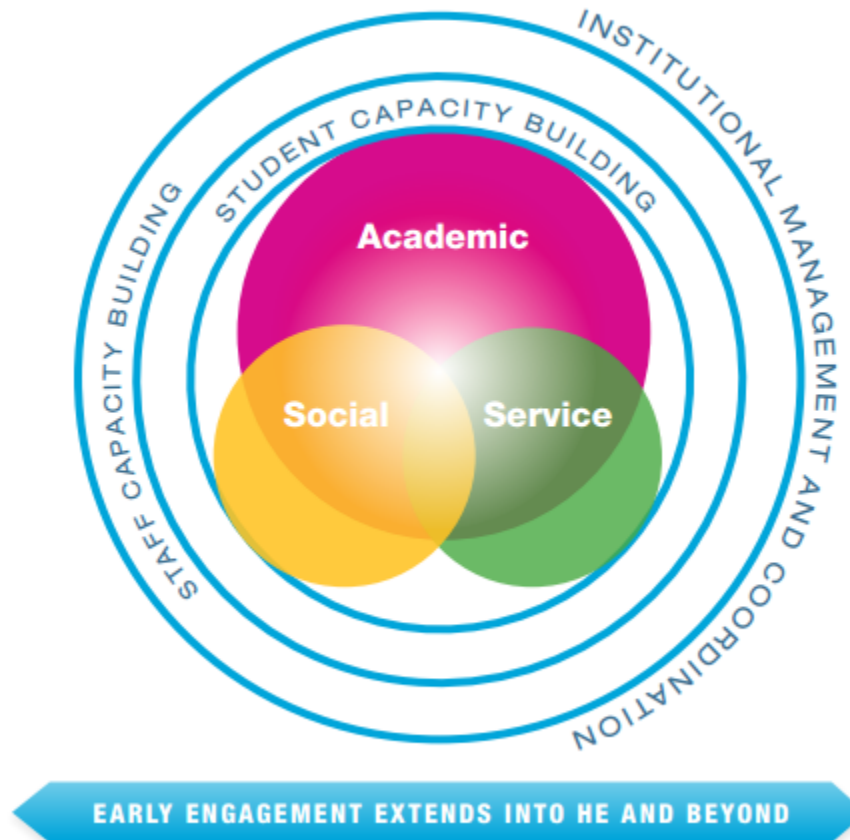 INSTITUTIONAL MANAGEMENT AND COORDINATION
STAFF CAPACITY BUILDING
STUDENT CAPACITY BUILDING
Academic
Social
Service
EARLY ENGAGEMENT EXTENDS INTO HE AND BEYOND